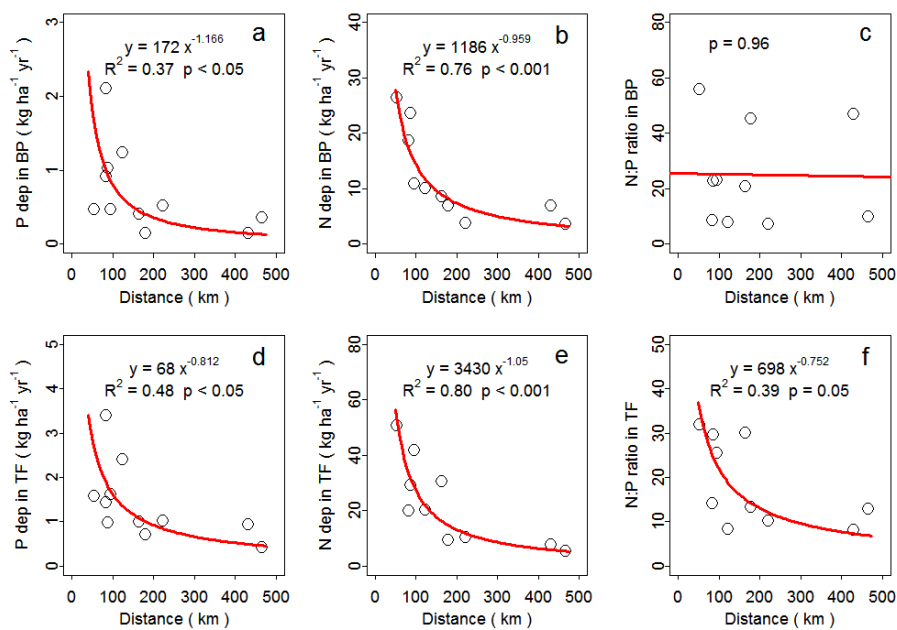 a
y = 172 x^-1.166
R^2 = 0.37 p < 0.05
P dep in BP ( kg ha^-1 yr^-1 )
3
2
1
0
0 100 200 300 400 500
Distance ( km )
b
y = 1186 x^-0.959
R^2 = 0.76 p < 0.001
N dep in BP ( kg ha^-1 yr^-1 )
40
30
20
10
0
0 100 200 300 400 500
Distance ( km )
c
p = 0.96
N:P ratio in BP
80
60
40
20
0
0 100 200 300 400 500
Distance ( km )
d
y = 68 x^-0.812
R^2 = 0.48 p < 0.05
P dep in TF ( kg ha^-1 yr^-1 )
5
4
3
2
1
0
0 100 200 300 400 500
Distance ( km )
e
y = 3430 x^-1.05
R^2 = 0.80 p < 0.001
N dep in TF ( kg ha^-1 yr^-1 )
80
60
40
20
0
0 100 200 300 400 500
Distance ( km )
f
y = 698 x^-0.752
R^2 = 0.39 p = 0.05
N:P ratio in TF
50
40
30
20
10
0
0 100 200 300 400 500
Distance ( km )